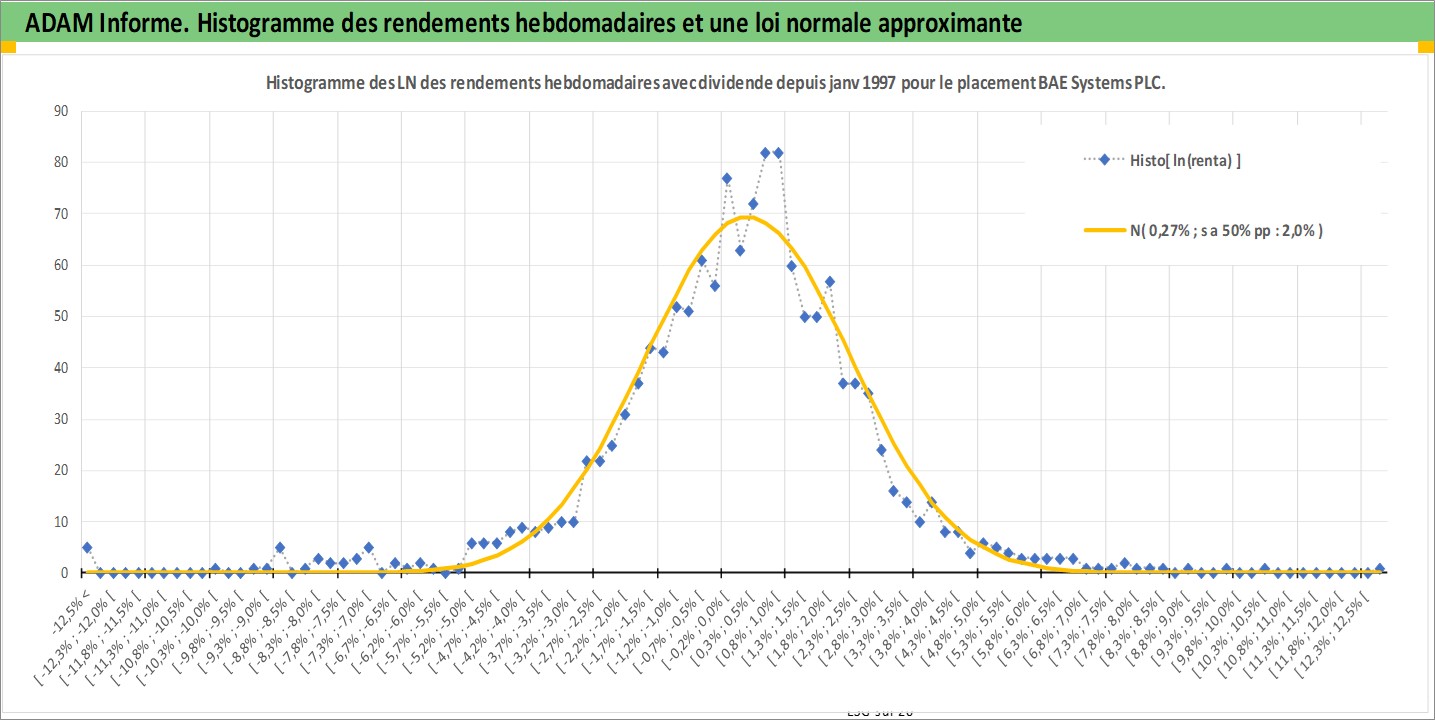 ADAM Informe. Histogramme des rendements hebdomadaires et une loi normale approximante
Histogramme des LN des rendements hebdomadaires avec dividende depuis janv 1997 pour le placement BAE Systems PLC.
90
80
70
60
50
40
30
20
10
0
Histo[ ln(renta) ]
N( 0,27% ; s a 50% pp : 2,0% )
-12,5% <
[ -12,3% ; -12,0% [
[ -11,8% ; -11,5% [
[ -11,3% ; -11,0% [
[ -10,8% ; -10,5% [
[ -10,3% ; -10,0% [
[ -9,8% ; -9,5% [
[ -9,3% ; -9,0% [
[ -8,8% ; -8,5% [
[ -8,3% ; -8,0% [
[ -7,8% ; -7,5% [
[ -7,3% ; -7,0% [
[ -6,7% ; -6,5% [
[ -6,2% ; -6,0% [
[ -5,7% ; -5,5% [
[ -5,2% ; -5,0% [
[ -4,7% ; -4,5% [
[ -4,2% ; -4,0% [
[ -3,7% ; -3,5% [
[ -3,2% ; -3,0% [
[ -2,7% ; -2,5% [
[ -2,2% ; -2,0% [
[ -1,7% ; -1,5% [
[ -1,2% ; -1,0% [
[ -0,7% ; -0,5% [
[ -0,2% ; 0,0% [
[ 0,3% ; 0,5% [
[ 0,8% ; 1,0% [
[ 1,3% ; 1,5% [
[ 1,8% ; 2,0% [
[ 2,3% ; 2,5% [
[ 2,8% ; 3,0% [
[ 3,3% ; 3,5% [
[ 3,8% ; 4,0% [
[ 4,3% ; 4,5% [
[ 4,8% ; 5,0% [
[ 5,3% ; 5,5% [
[ 5,8% ; 6,0% [
[ 6,3% ; 6,5% [
[ 6,8% ; 7,0% [
[ 7,3% ; 7,5% [
[ 7,8% ; 8,0% [
[ 8,3% ; 8,5% [
[ 8,8% ; 9,0% [
[ 9,3% ; 9,5% [
[ 9,8% ; 10,0% [
[ 10,3% ; 10,5% [
[ 10,8% ; 11,0% [
[ 11,3% ; 11,5% [
[ 11,8% ; 12,0% [
[ 12,3% ; 12,5% [